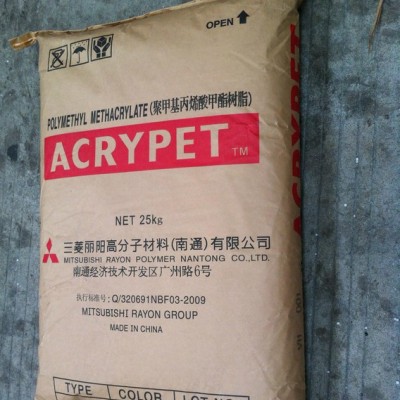 OPEN
POLYMETHYL METHACRYLATE (聚甲基丙烯酸甲酯树脂)
ACRYPET TM
NET 25kg
三菱丽阳高分子材料(南通)有限公司
MITSUBISHI RAYON POLYMER NANTONG CO.,LTD.
南通经济技术开发区广州路6号
执行标准号: Q/320691NBF03-2009
MITSUBISHI RAYON GROUP
MADE IN CHINA
TYPE COLOR LOT NO
ACRYPET